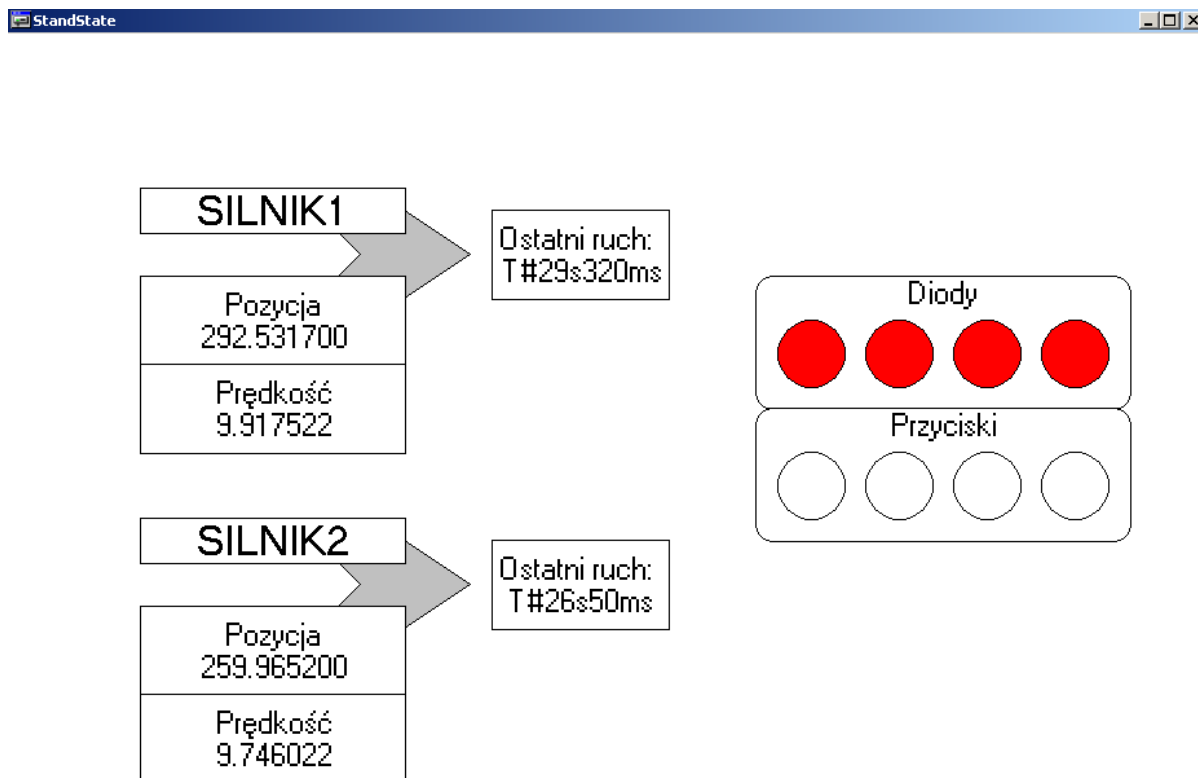 StandState
SILNIK1
Ostatni ruch:
T#29s320ms
Pozycja
292.531700
Prędkość
9.917522
Diody
Przyciski
SILNIK2
Ostatni ruch:
T#26s50ms
Pozycja
259.965200
Prędkość
9.746022